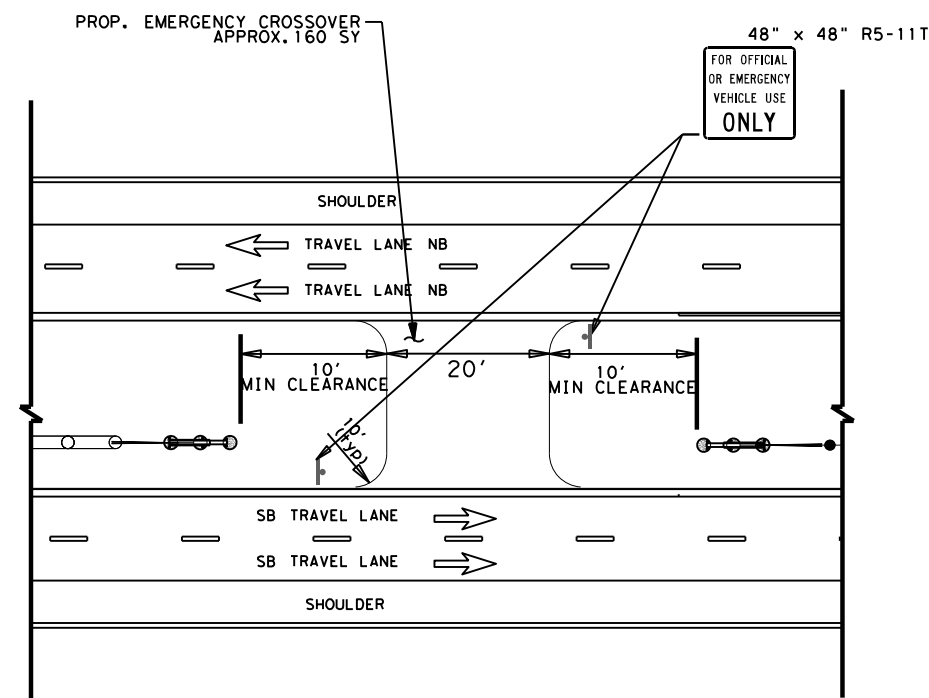 PROP. EMERGENCY CROSSOVER
APPROX.160 SY
48" x 48" R5-11T
FOR OFFICIAL
OR EMERGENCY
VEHICLE USE
ONLY
SHOULDER
TRAVEL LANE NB
TRAVEL LANE NB
10'
MIN CLEARANCE
20'
10'
MIN CLEARANCE
10'
(typ)
SB TRAVEL LANE
SB TRAVEL LANE
SHOULDER